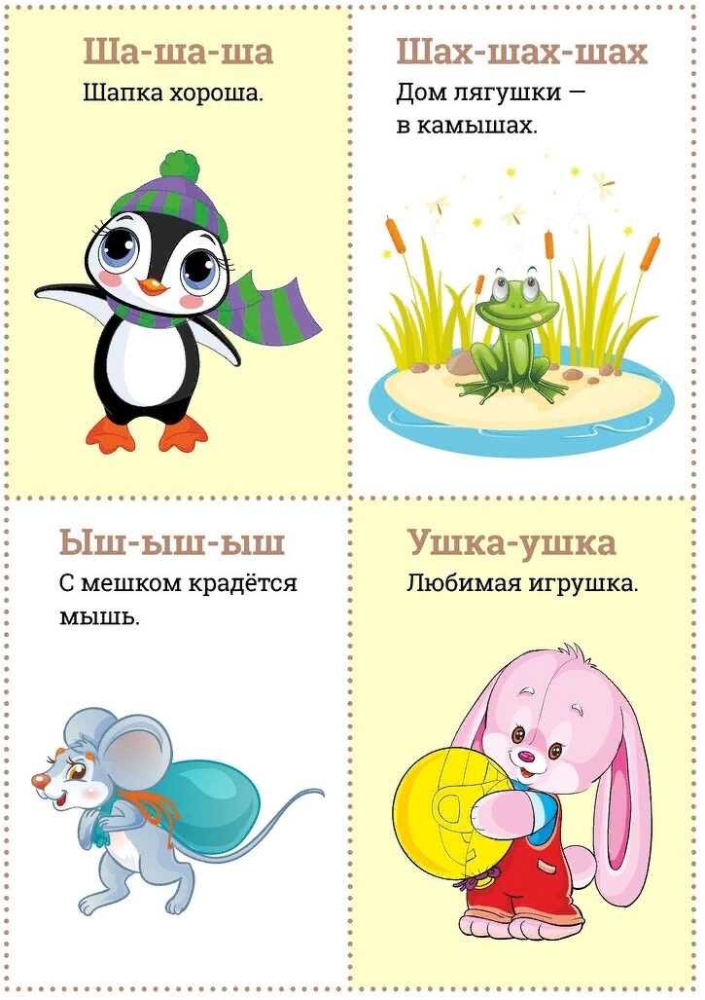 Ша-ша-ша
Шапка хороша.
Шах-шах-шах
Дом лягушки —
в камышах.
Ыш-ыш-ыш
С мешком крадётся
мышь.
Ушка-ушка
Любимая игрушка.